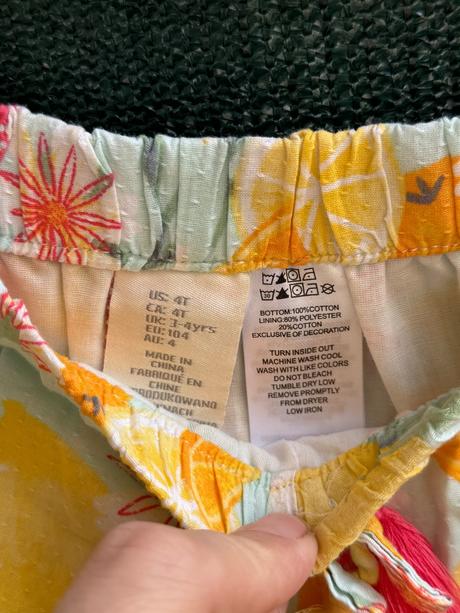 US: 4T
CA: 4T
UK: 3-4yrs
EU: 104
AU: 4
MADE IN
CHINA
FABRIQUÉ EN
CHINE
PRODUKOWANO
30
BOTTOM:100%COTTON
LINING:80% POLYESTER
20%COTTON
EXCLUSIVE OF DECORATION
TURN INSIDE OUT
MACHINE WASH COOL
WASH WITH LIKE COLORS
DO NOT BLEACH
TUMBLE DRY LOW
REMOVE PROMPTLY
FROM DRYER
LOW IRON